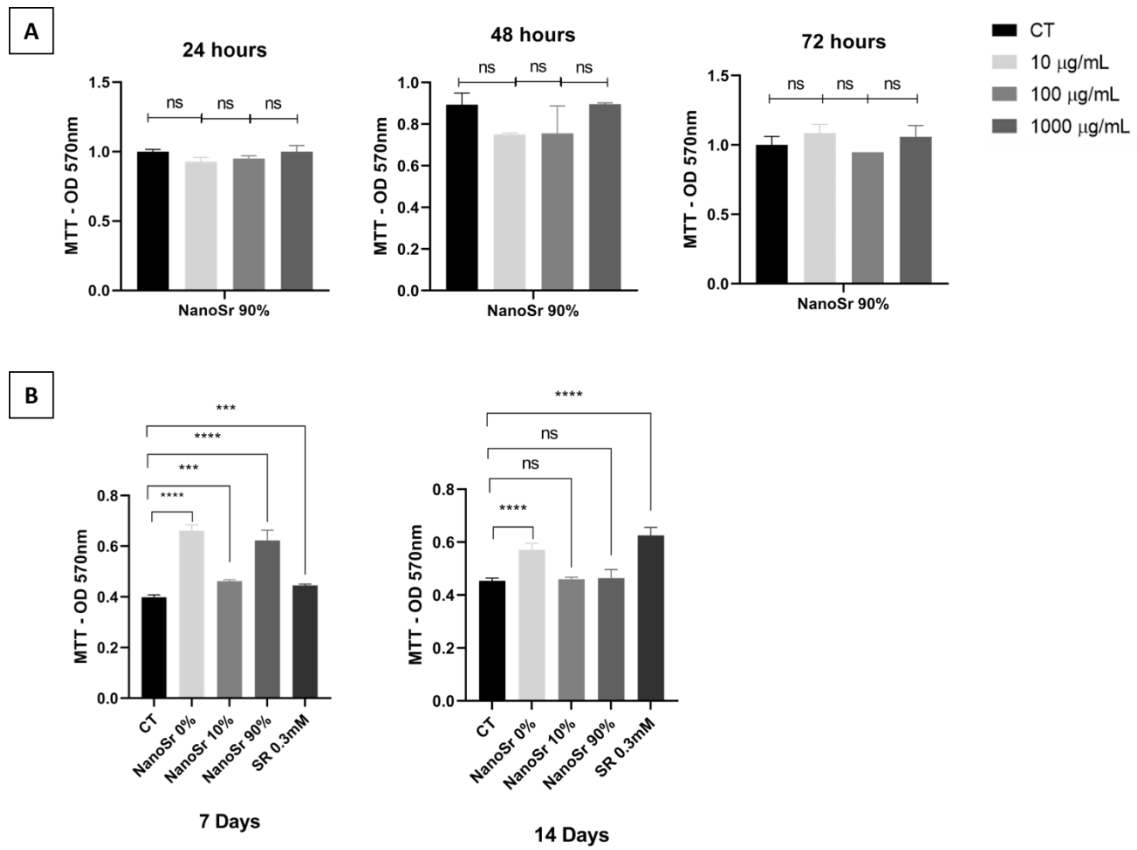 A
24 hours
MTT - OD 570nm
1.5
1.0
0.5
0.0
ns ns ns
NanoSr 90%
48 hours
MTT - OD 570nm
1.0
0.8
0.6
0.4
0.2
0.0
ns ns ns
NanoSr 90%
72 hours
MTT - OD 570nm
1.5
1.0
0.5
0.0
ns ns ns
NanoSr 90%
CT
10 μg/mL
100 μg/mL
1000 μg/mL
B
***
****
***
****
MTT - OD 570nm
0.8
0.6
0.4
0.2
0.0
CT
NanoSr 0%
NanoSr 10%
NanoSr 90%
SR 0.3mM
7 Days
****
ns
ns
****
MTT - OD 570nm
0.8
0.6
0.4
0.2
0.0
CT
NanoSr 0%
NanoSr 10%
NanoSr 90%
SR 0.3mM
14 Days